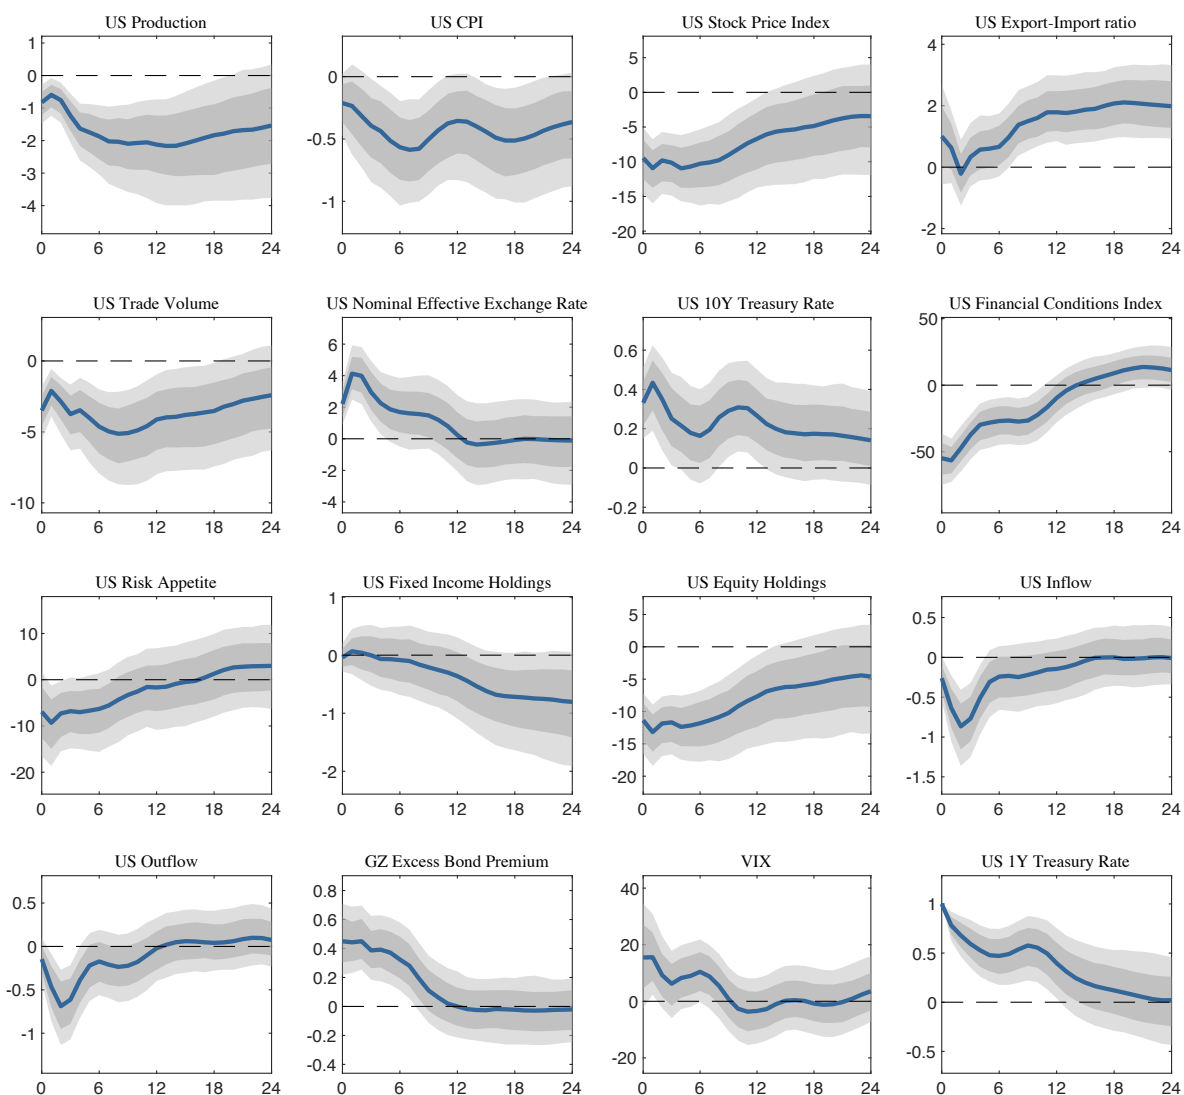 US Production
US CPI
US Stock Price Index
US Export-Import ratio
1
0
-1
-2
-3
-4
0 6 12 18 24
0
-0.5
-1
0 6 12 18 24
5
0
-5
-10
-15
-20
0 6 12 18 24
4
2
0
-2
0 6 12 18 24
US Trade Volume
US Nominal Effective Exchange Rate
US 10Y Treasury Rate
US Financial Conditions Index
0
-5
-10
0 6 12 18 24
6
4
2
0
-2
-4
0 6 12 18 24
0.6
0.4
0.2
0
-0.2
0 6 12 18 24
50
0
-50
0 6 12 18 24
US Risk Appetite
US Fixed Income Holdings
US Equity Holdings
US Inflow
10
0
-10
-20
0 6 12 18 24
1
0
-1
-2
0 6 12 18 24
5
0
-5
-10
-15
-20
0 6 12 18 24
0.5
0
-0.5
-1
-1.5
0 6 12 18 24
US Outflow
GZ Excess Bond Premium
VIX
US 1Y Treasury Rate
0.5
0
-0.5
-1
0 6 12 18 24
0.8
0.6
0.4
0.2
0
-0.2
-0.4
0 6 12 18 24
40
20
0
-20
0 6 12 18 24
1
0.5
0
-0.5
0 6 12 18 24